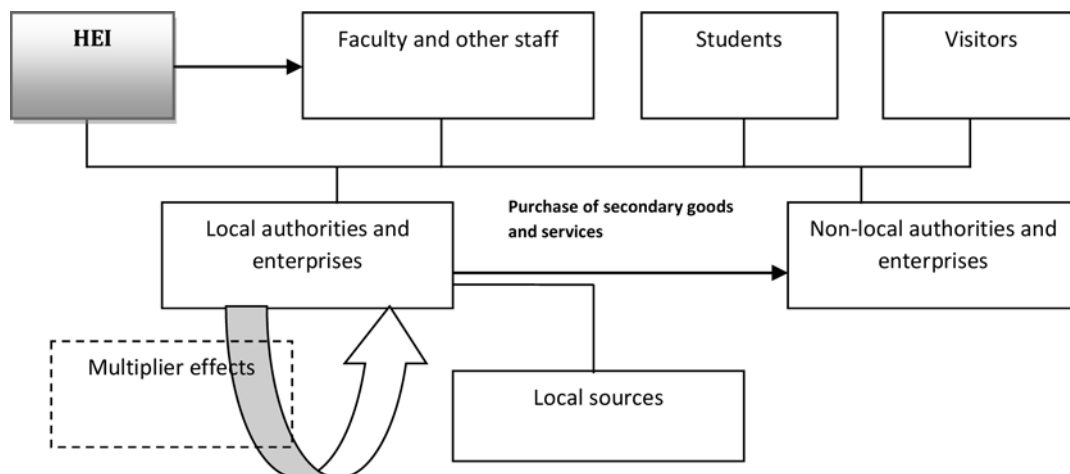 HEI
Faculty and other staff
Students
Visitors
Local authorities and
enterprises
Purchase of secondary goods
and services
Non-local authorities and
enterprises
Multiplier effects
Local sources